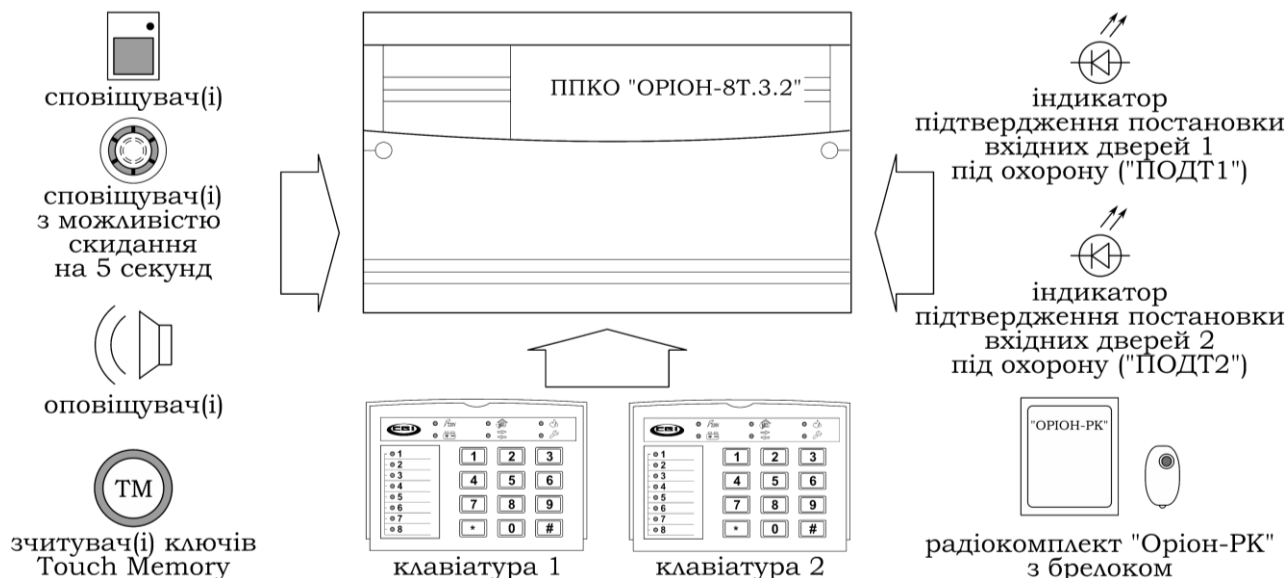 сповіщувач(і)
сповіщувач(і)
з можливістю
скидання
на 5 секунд
оповіщувач(і)
ТМ
зчитувач(і) ключів
Touch Memory
ППКО "ОРІОН-8Т.3.2"
1 2 3
4 5 6
7 8 9
* 0 #
1
2
3
4
5
6
7
8
клавіатура 1
1 2 3
4 5 6
7 8 9
* 0 #
1
2
3
4
5
6
7
8
клавіатура 2
індикатор
підтвердження постановки
вхідних дверей 1
під охорону ("ПОДТ1")
індикатор
підтвердження постановки
вхідних дверей 2
під охорону ("ПОДТ2")
"ОРІОН-РК"
радіокомплект "Оріон-РК"
з брелоком